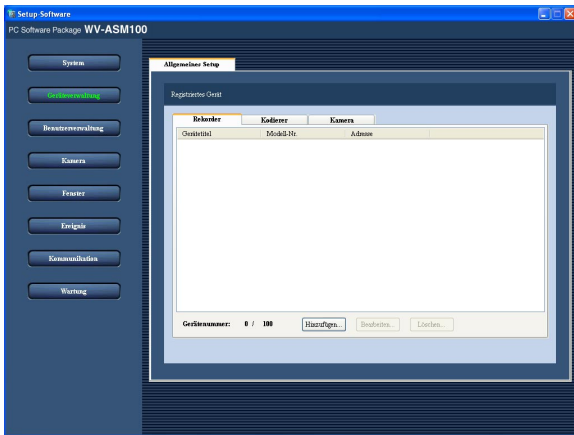 Setup-Software
PC Software Package WV-ASM100
System
Geräteverwaltung
Benutzerverwaltung
Kamera
Fenster
Ereignis
Kommunikation
Wartung
Allgemeines Setup
Registriertes Gerät
Rekorder Kodierer Kamera
Gerätetitel Modell-Nr. Adresse
Gerätenummer: 0 / 100 Hinzufügen... Bearbeiten... Löschen...